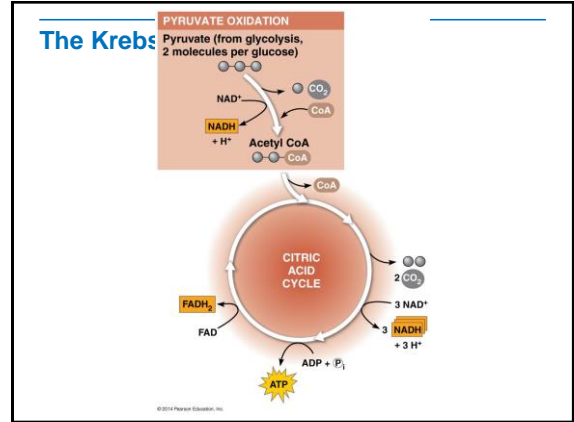 The Krebs
PYRUVATE OXIDATION
Pyruvate (from glycolysis,
2 molecules per glucose)
CO₂
NAD⁺
CoA
NADH
+ H⁺
Acetyl CoA
CoA
CoA
CITRIC
ACID
CYCLE
2 CO₂
FADH₂
3 NAD⁺
FAD
3 NADH
+ 3 H⁺
ADP + Pᵢ
ATP
© 2014 Pearson Education, Inc.